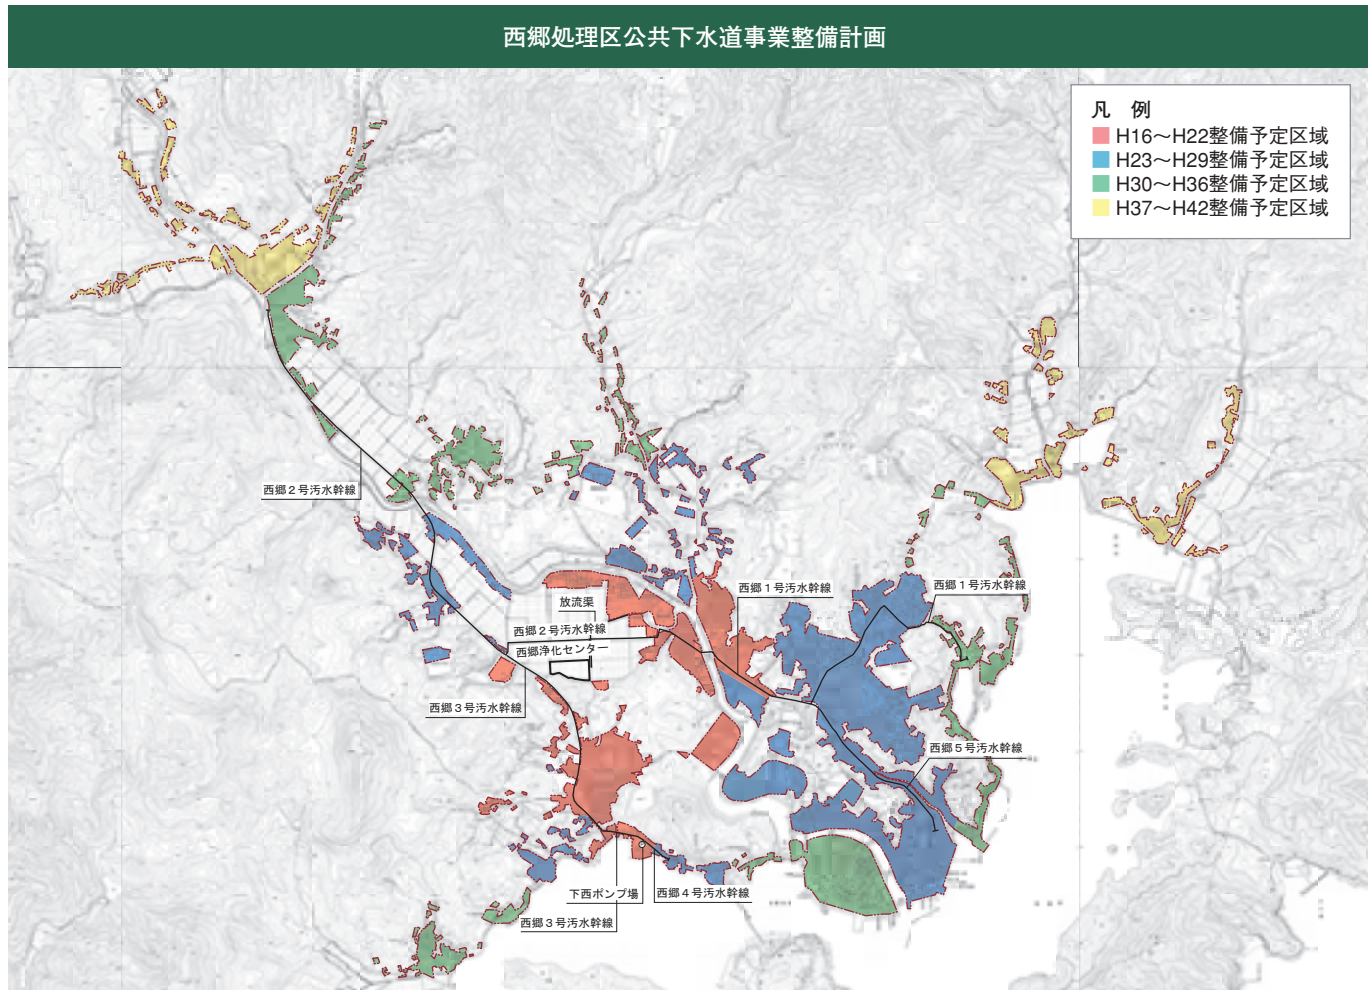 西郷処理区公共下水道事業整備計画
凡　例
H16～H22整備予定区域
H23～H29整備予定区域
H30～H36整備予定区域
H37～H42整備予定区域
西郷２号汚水幹線
西郷１号汚水幹線
西郷１号汚水幹線
放流渠
西郷２号汚水幹線
西郷浄化センター
西郷３号汚水幹線
西郷５号汚水幹線
下西ポンプ場
西郷４号汚水幹線
西郷３号汚水幹線